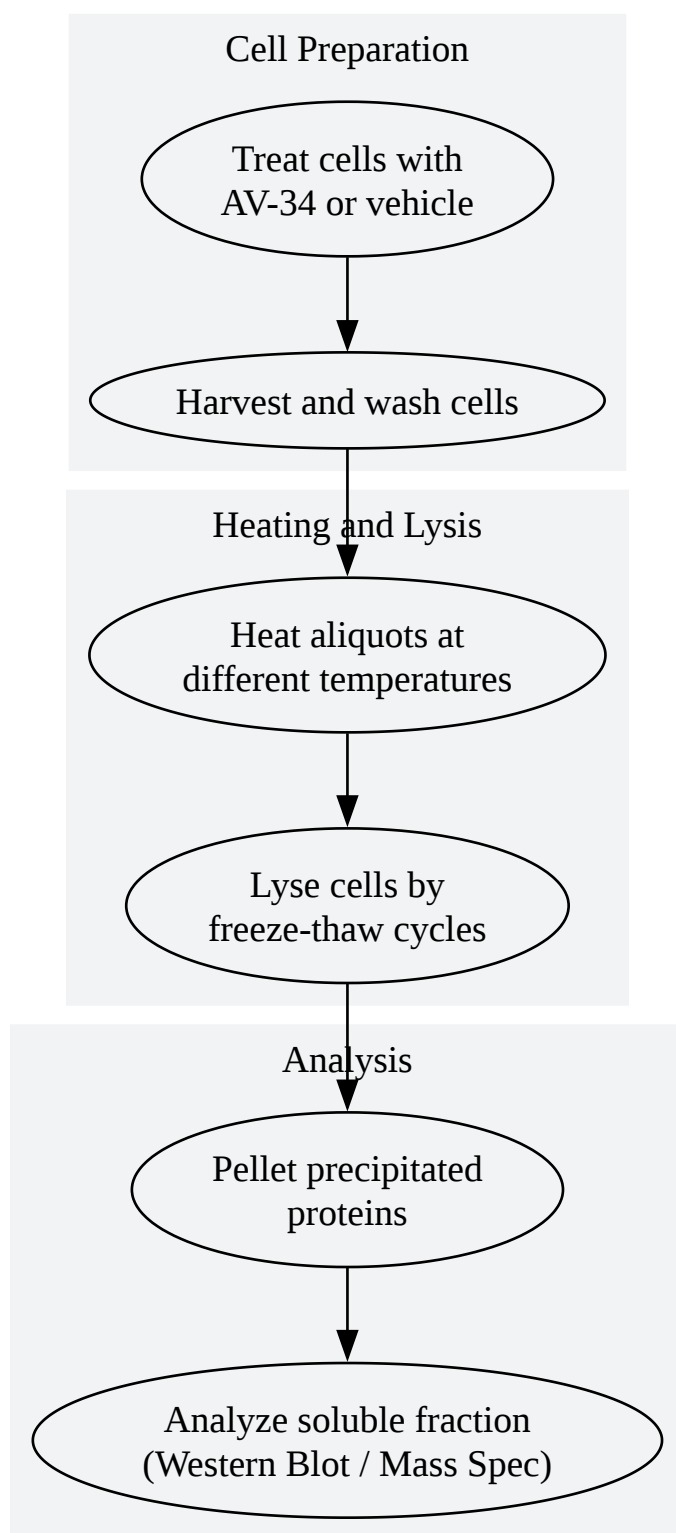 Cell Preparation
Treat cells with
AV-34 or vehicle
Harvest and wash cells
Heating and Lysis
Heat aliquots at
different temperatures
Lyse cells by
freeze-thaw cycles
Analysis
Pellet precipitated
proteins
Analyze soluble fraction
(Western Blot / Mass Spec)